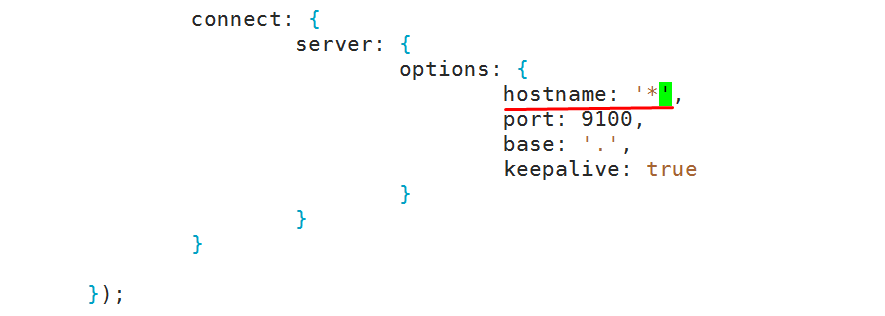 connect: {
server: {
options: {
hostname: '*',
port: 9100,
base: '.',
keepalive: true
}
}
}
});